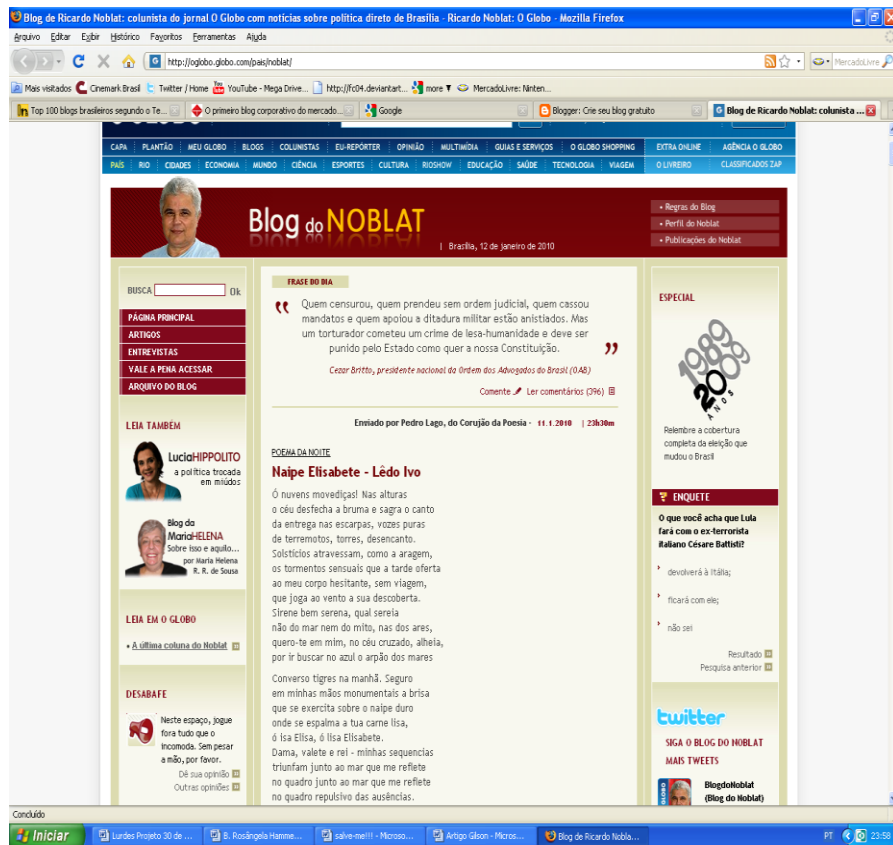 Blog de Ricardo Noblat: colunista do jornal O Globo com notícias sobre política direto de Brasília - Ricardo Noblat: O Globo - Mozilla Firefox
Arquivo Editar Exibir Histórico Favoritos Ferramentas Ajuda
http://oglobo.globo.com/pais/noblat/
MercadoLivre
Mais visitados Cinemark Brasil Twitter / Home YouTube - Mega Drive... http://fc04.deviantart... more MercadoLivre: Ninten...
Top 100 blogs brasileiros segundo o Te... O primeiro blog corporativo do mercado... Google Blogger: Crie seu blog gratuito Blog de Ricardo Noblat: colunista ...
CAPA PLANTÃO MEU GLOBO BLOGS COLUNISTAS EU-REPÓRTER OPINIÃO MULTIMÍDIA GUIAS E SERVIÇOS O GLOBO SHOPPING EXTRA ONLINE AGÊNCIA O GLOBO
PAÍS RIO CIDADES ECONOMIA MUNDO CIÊNCIA ESPORTES CULTURA RIOSHOW EDUCAÇÃO SAÚDE TECNOLOGIA VIAGEM O LIVREIRO CLASSIFICADOS ZAP
Blog do NOBLAT
| Brasília, 12 de janeiro de 2010
• Regras do Blog
• Perfil do Noblat
• Publicações do Noblat
BUSCA Ok
PÁGINA PRINCIPAL
ARTIGOS
ENTREVISTAS
VALE A PENA ACESSAR
ARQUIVO DO BLOG
LEIA TAMBÉM
LuciaHIPPOLITO
a política trocada
em miúdos
Blog da
MariaHELENA
Sobre isso e aquilo...
por Maria Helena
R. R. de Sousa
LEIA EM O GLOBO
• A última coluna do Noblat
DESABAFE
Neste espaço, jogue
fora tudo que o
incomoda. Sem pesar
a mão, por favor.
Dê sua opinião
Outras opiniões
FRASE DO DIA
“ Quem censurou, quem prendeu sem ordem judicial, quem cassou
mandatos e quem apoiou a ditadura militar estão anistiados. Mas
um torturador cometeu um crime de lesa-humanidade e deve ser
punido pelo Estado como quer a nossa Constituição. ”
Cezar Britto, presidente nacional da Ordem dos Advogados do Brasil (OAB)
Comente Ler comentários (396)
Enviado por Pedro Lago, do Corujão da Poesia - 11.1.2010 | 23h30m
POEMA DA NOITE
Naipe Elisabete - Lêdo Ivo
Ó nuvens movediças! Nas alturas
o céu desfecha a bruma e sagra o canto
da entrega nas escarpas, vozes puras
de terremotos, torres, desencanto.
Solstícios atravessam, como a aragem,
os tormentos sensuais que a tarde oferta
ao meu corpo hesitante, sem viagem,
que joga ao vento a sua descoberta.
Sirene bem serena, qual sereia
não do mar nem do mito, nas dos ares,
quero-te em mim, no céu cruzado, alheia,
por ir buscar no azul o arpão dos mares
Converso tigres na manhã. Seguro
em minhas mãos monumentais a brisa
que se exercita sobre o naipe duro
onde se espalma a tua carne lisa,
ó isa Elisa, ó lisa Elisabete.
Dama, valete e rei - minhas sequencias
triunfam junto ao mar que me reflete
no quadro junto ao mar que me reflete
no quadro repulsivo das ausências.
ESPECIAL
1989
2009
ANOS
Relembre a cobertura
completa da eleição que
mudou o Brasil
ENQUETE
O que você acha que Lula
fará com o ex-terrorista
italiano Césare Battisti?
devolverá à Itália;
ficará com ele;
não sei
Resultado
Pesquisa anterior
twitter
SIGA O BLOG DO NOBLAT
MAIS TWEETS
BlogdoNoblat
(Blog do Noblat)
Concluído
Iniciar Lurdes Projeto 30 de ... B. Rosângela Hamme... salve-me!!! - Microso... Artigo Gilson - Micros... Blog de Ricardo Nobla... PT 23:58